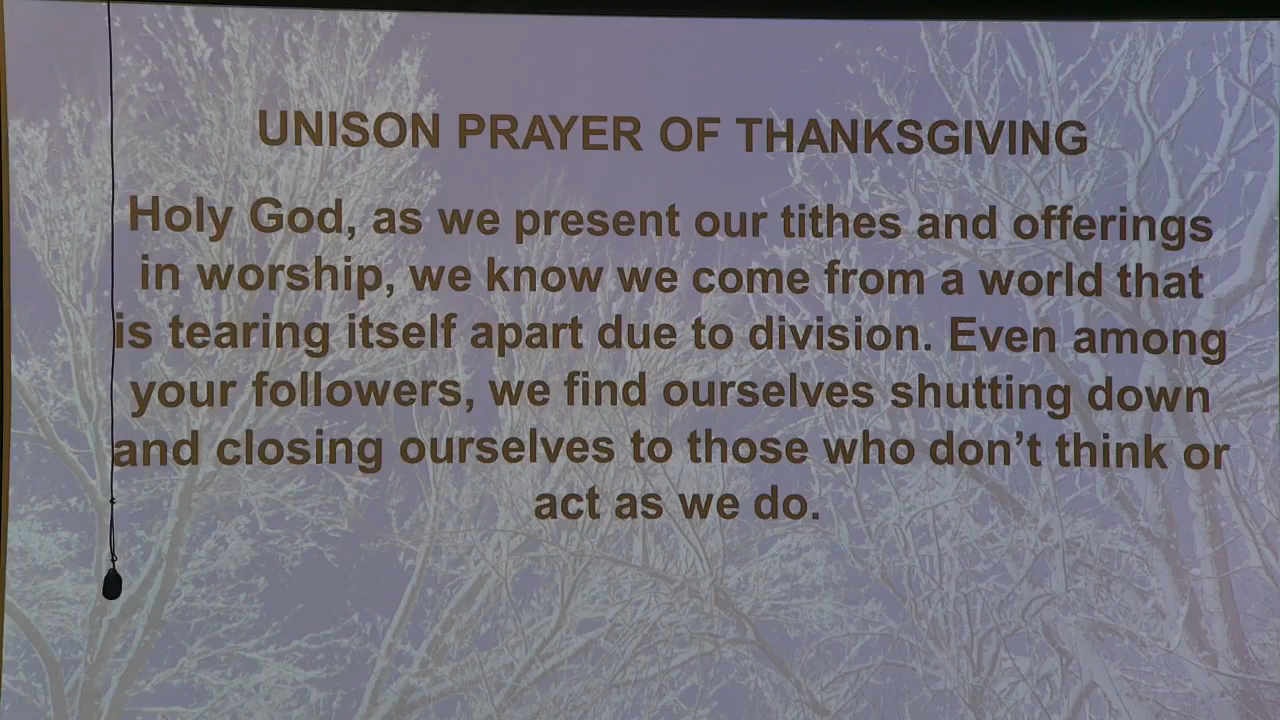 UNISON PRAYER OF THANKSGIVING
Holy God, as we present our tithes and offerings
in worship, we know we come from a world that
is tearing itself apart due to division. Even among
your followers, we find ourselves shutting down
and closing ourselves to those who don’t think or
act as we do.